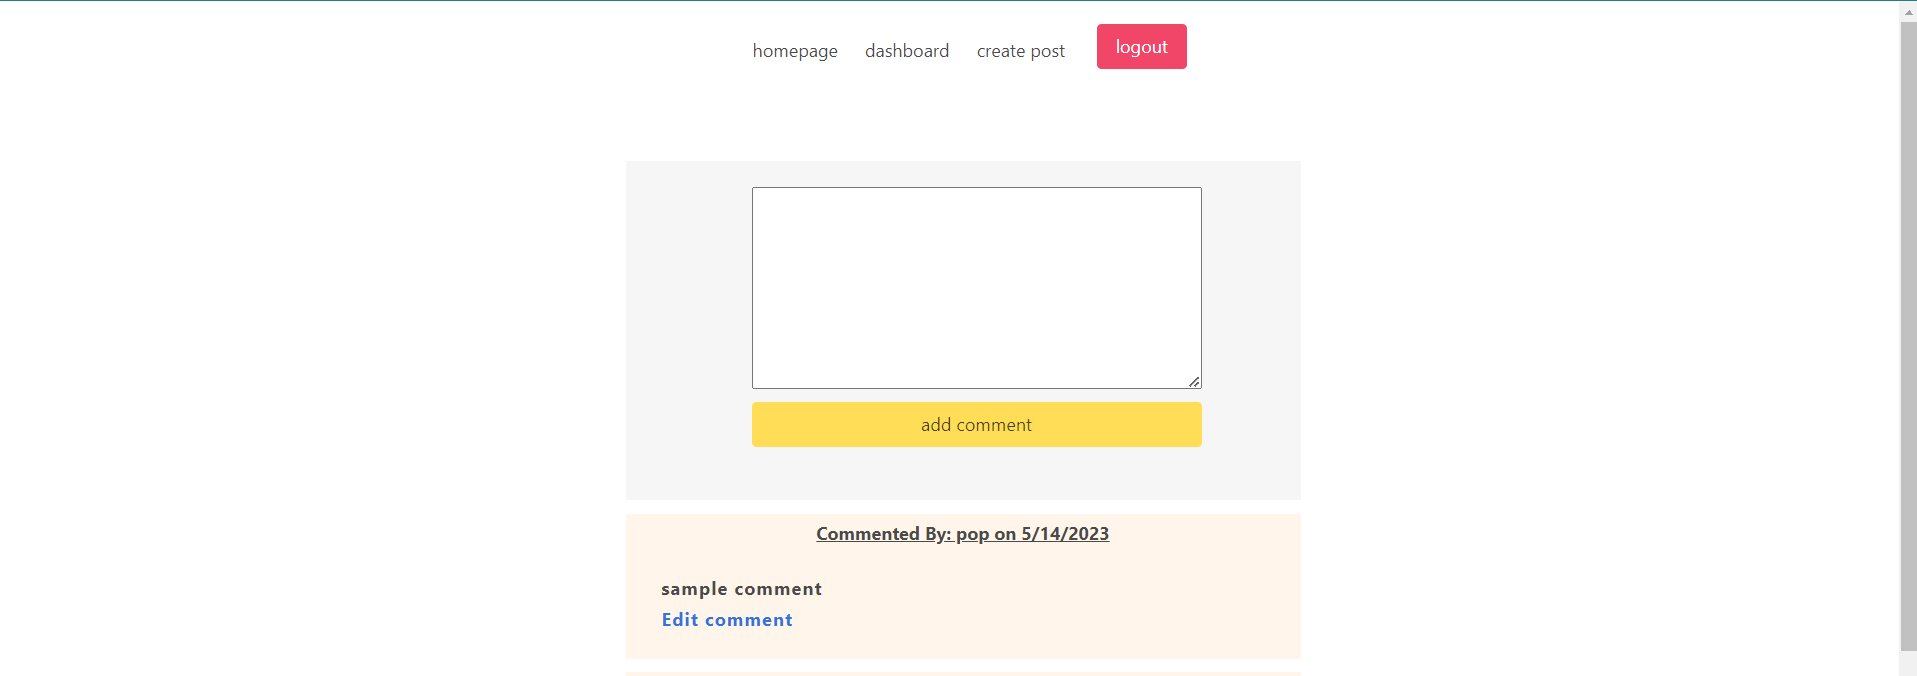 homepage dashboard create post logout
add comment
Commented By: pop on 5/14/2023
sample comment
Edit comment